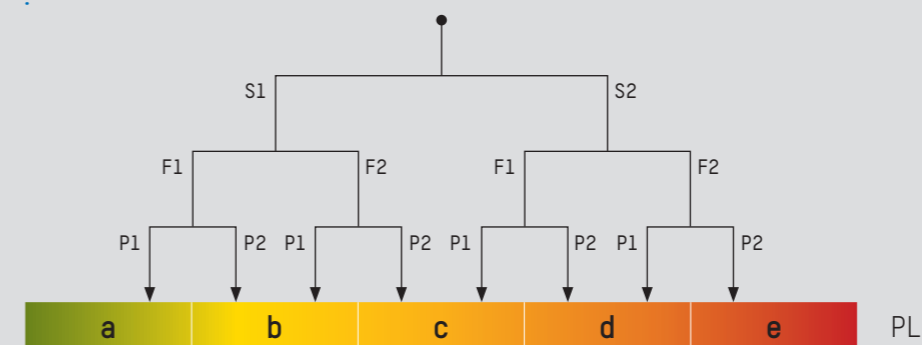 S1 S2
F1 F2 F1 F2
P1 P2 P1 P2 P1 P2 P1 P2
a b c d e PL